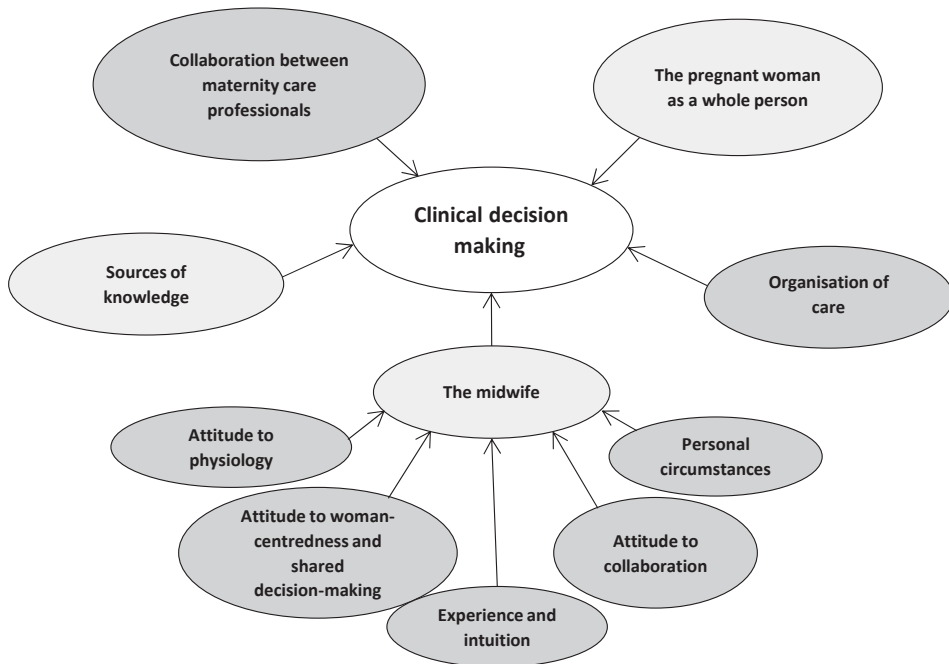 Collaboration between
maternity care
professionals
The pregnant woman
as a whole person
Clinical decision
making
Sources of
knowledge
Organisation of
care
The midwife
Attitude to
physiology
Personal
circumstances
Attitude to woman-
centredness and
shared
decision-making
Attitude to
collaboration
Experience and
intuition